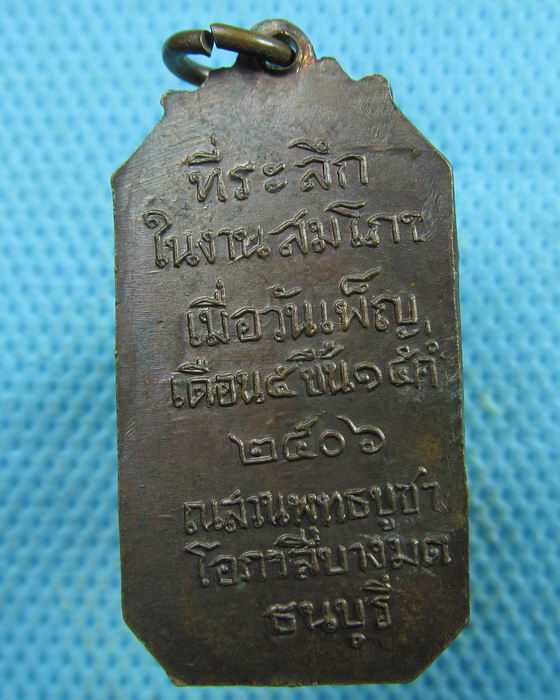 ที่ระลึก
ในงานสมโภช
เมื่อวันเพ็ญ
เดือน๕ ขึ้น๑๕ค่ำ
๒๕๐๖
ณสวนพุทธบูชา
โอภาสีบางมด
ธนบุรี